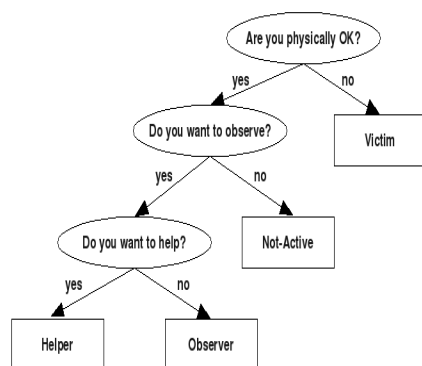 Are you physically OK?
yes
no
Do you want to observe?
Victim
yes
no
Do you want to help?
Not-Active
yes
no
Helper
Observer